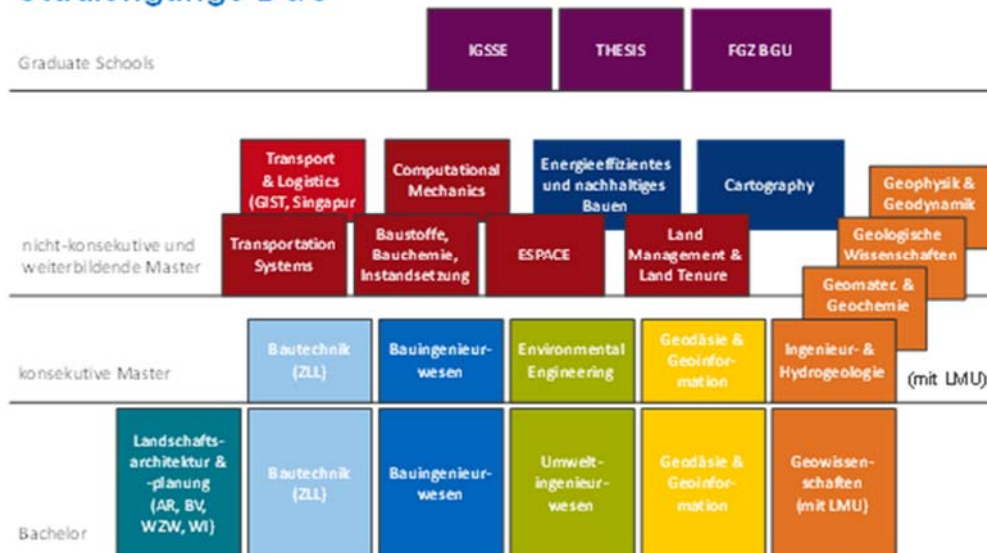 Studiengänge BGU
Graduate Schools
IGSSE
THESIS
FGZ BGU
nicht-konsekutive und
weiterbildende Master
Transport
& Logistics
(GIST, Singapur
Computational
Mechanics
Energieeffizientes
und nachhaltiges
Bauen
Cartography
Geophysik &
Geodynamik
Transportation
Systems
Baustoffe,
Bauchemie,
Instandsetzung
ESPACE
Land
Management &
Land Tenure
Geologische
Wissenschaften
Geomater. &
Geochemie
konsekutive Master
Bautechnik
(ZLL)
Bauingenieur-
wesen
Environmental
Engineering
Geodäsie &
Geoinfor-
mation
Ingenieur- &
Hydrogeologie
(mit LMU)
Bachelor
Landschafts-
architektur &
-planung
(AR, BV,
WZW, WI)
Bautechnik
(ZLL)
Bauingenieur-
wesen
Umwelt-
ingenieur-
wesen
Geodäsie &
Geoinfor-
mation
Geowissen-
schaften
(mit LMU)